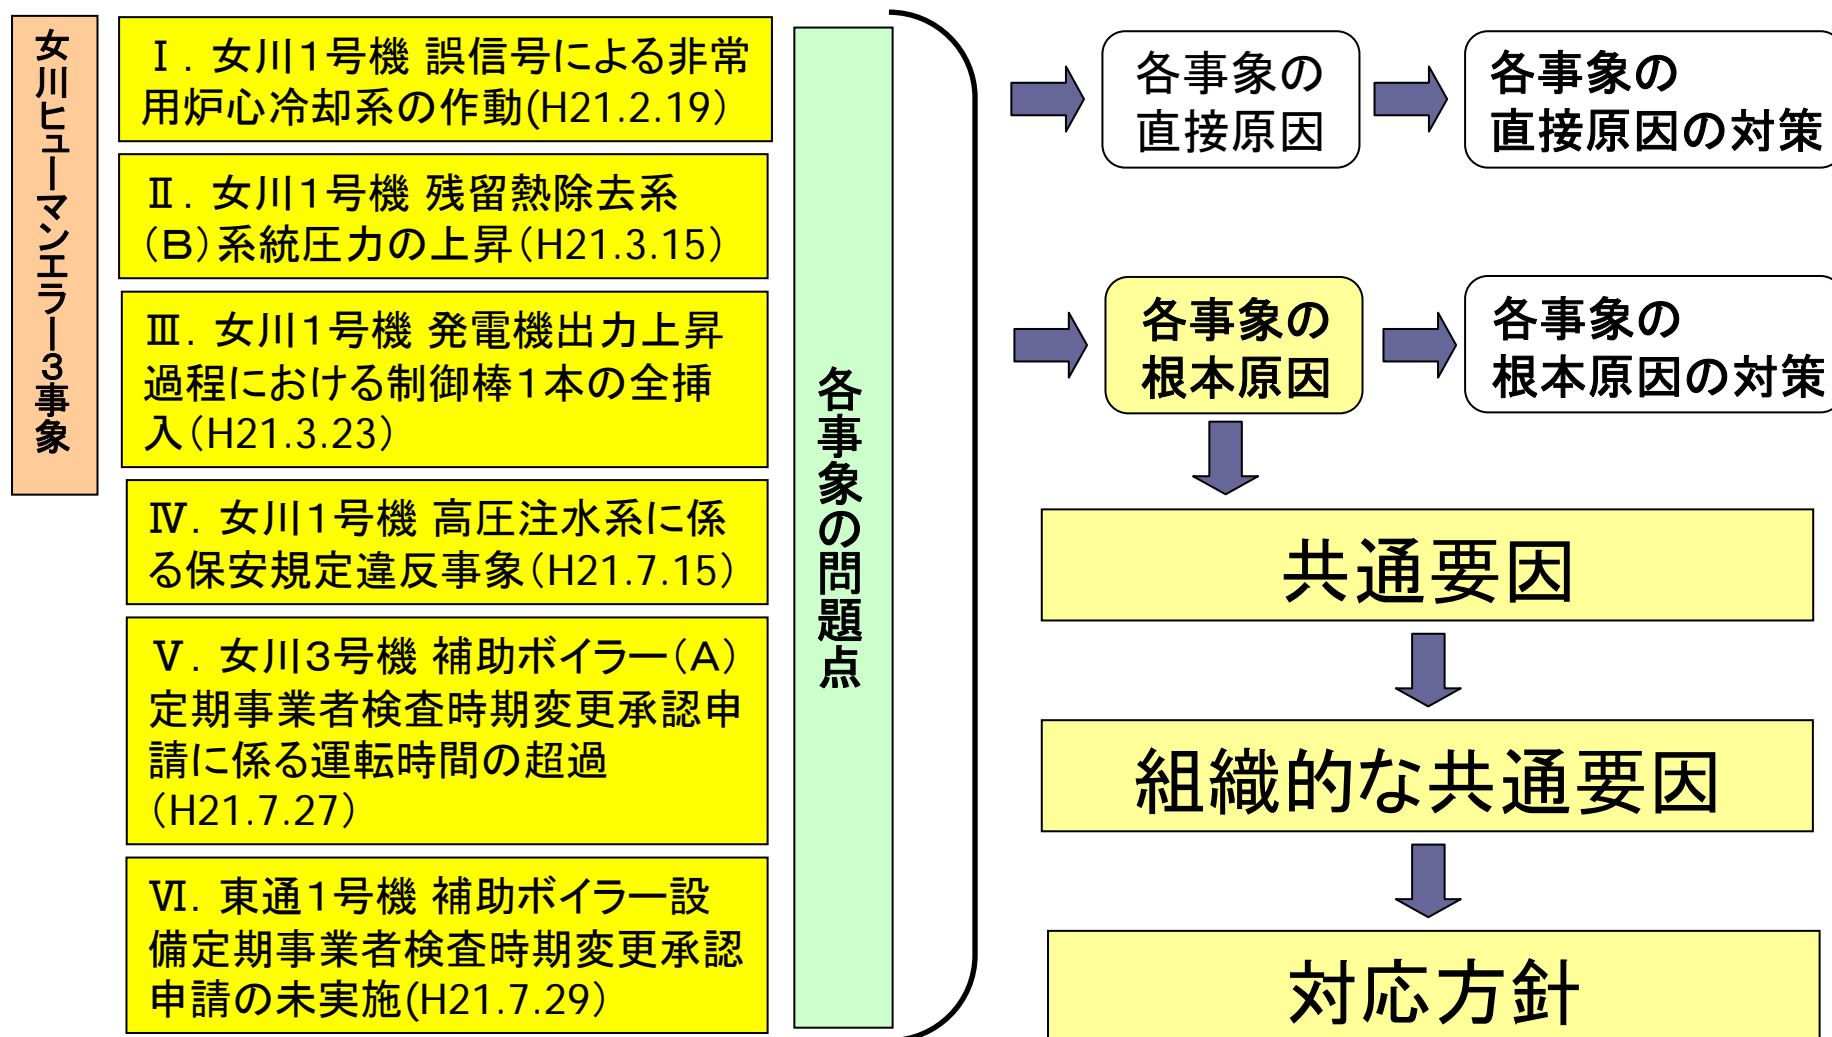 女川ヒューマンエラー３事象
Ⅰ．女川１号機 誤信号による非常
用炉心冷却系の作動(H21.2.19)
Ⅱ．女川１号機 残留熱除去系
（Ｂ）系統圧力の上昇（H21.3.15）
Ⅲ．女川１号機 発電機出力上昇
過程における制御棒１本の全挿
入（H21.3.23）
Ⅳ．女川１号機 高圧注水系に係
る保安規定違反事象（H21.7.15）
Ⅴ．女川３号機 補助ボイラー（Ａ）
定期事業者検査時期変更承認申
請に係る運転時間の超過
（H21.7.27）
Ⅵ．東通１号機 補助ボイラー設
備定期事業者検査時期変更承認
申請の未実施(H21.7.29）
各事象の問題点
各事象の
直接原因
各事象の
直接原因の対策
各事象の
根本原因
各事象の
根本原因の対策
共通要因
組織的な共通要因
対応方針